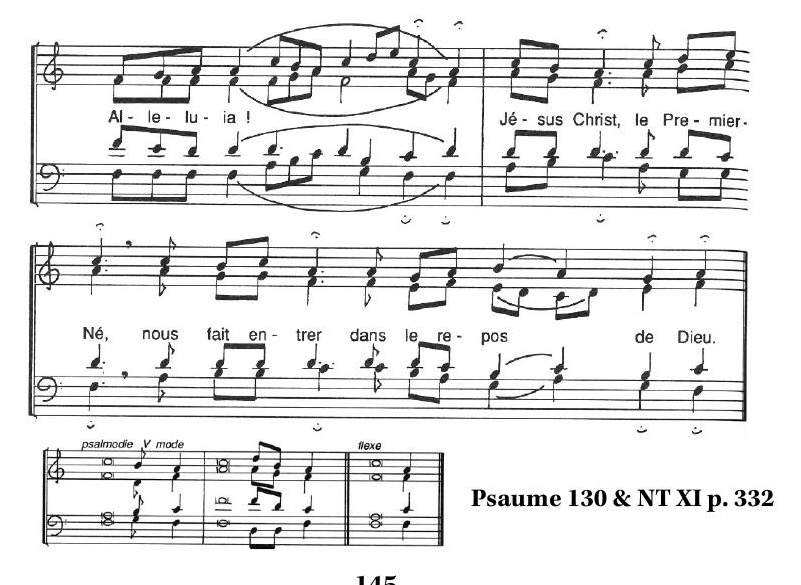 Al - le - lu - ia !
Jé - sus Christ, le Pre - mier-
Né, nous fait en - trer dans le re - pos de Dieu.
psalmodie V mode
flexe
Psaume 130 & NT XI p. 332
145